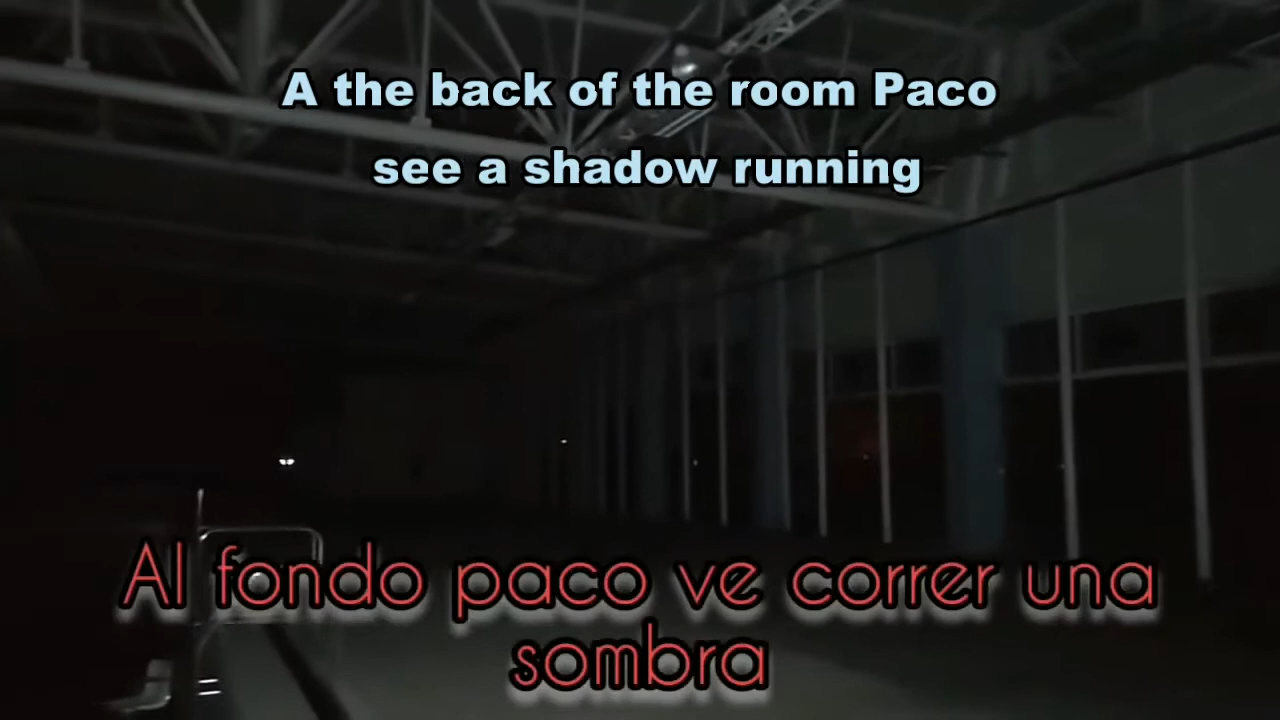 A the back of the room Paco
see a shadow running
Al fondo paco ve correr una
sombra